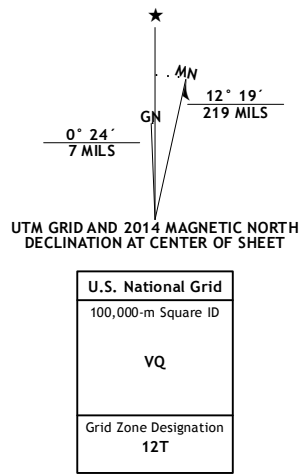 MN
GN
12° 19´
219 MILS
0° 24´
7 MILS
UTM GRID AND 2014 MAGNETIC NORTH
DECLINATION AT CENTER OF SHEET
U.S. National Grid
100,000-m Square ID
VQ
Grid Zone Designation
12T